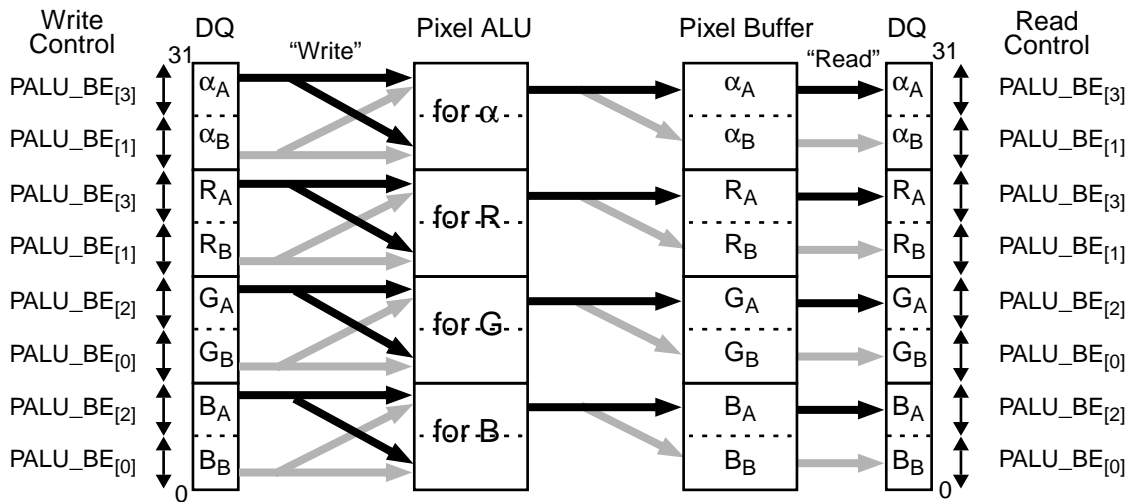 Write Control DQ Pixel ALU Pixel Buffer DQ Read Control
31 “Write” “Read” 31
PALU_BE[3] αA for α αA αA PALU_BE[3]
PALU_BE[1] αB αB αB PALU_BE[1]
PALU_BE[3] RA for R RA RA PALU_BE[3]
PALU_BE[1] RB RB RB PALU_BE[1]
PALU_BE[2] GA for G GA GA PALU_BE[2]
PALU_BE[0] GB GB GB PALU_BE[0]
PALU_BE[2] BA for B BA BA PALU_BE[2]
PALU_BE[0] BB BB BB PALU_BE[0]
0 0